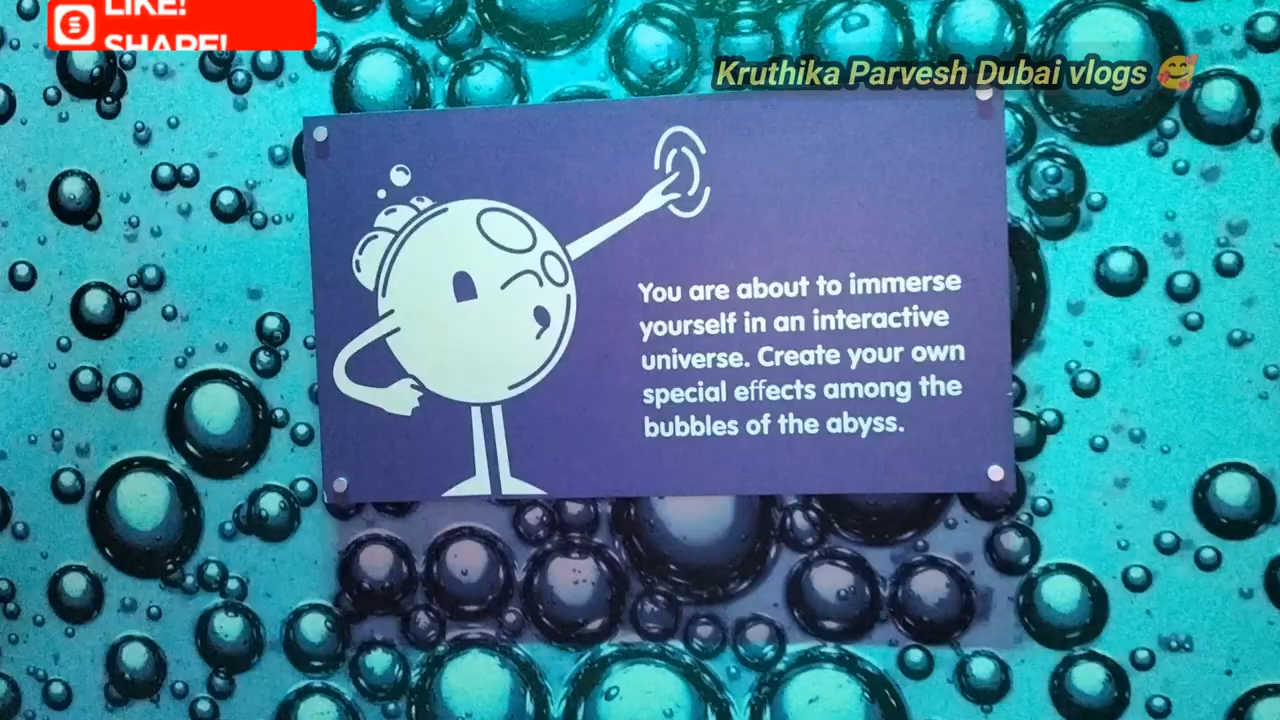 LIKE!
SHARE!
Kruthika Parvesh Dubai vlogs 🥰
You are about to immerse
yourself in an interactive
universe. Create your own
special effects among the
bubbles of the abyss.